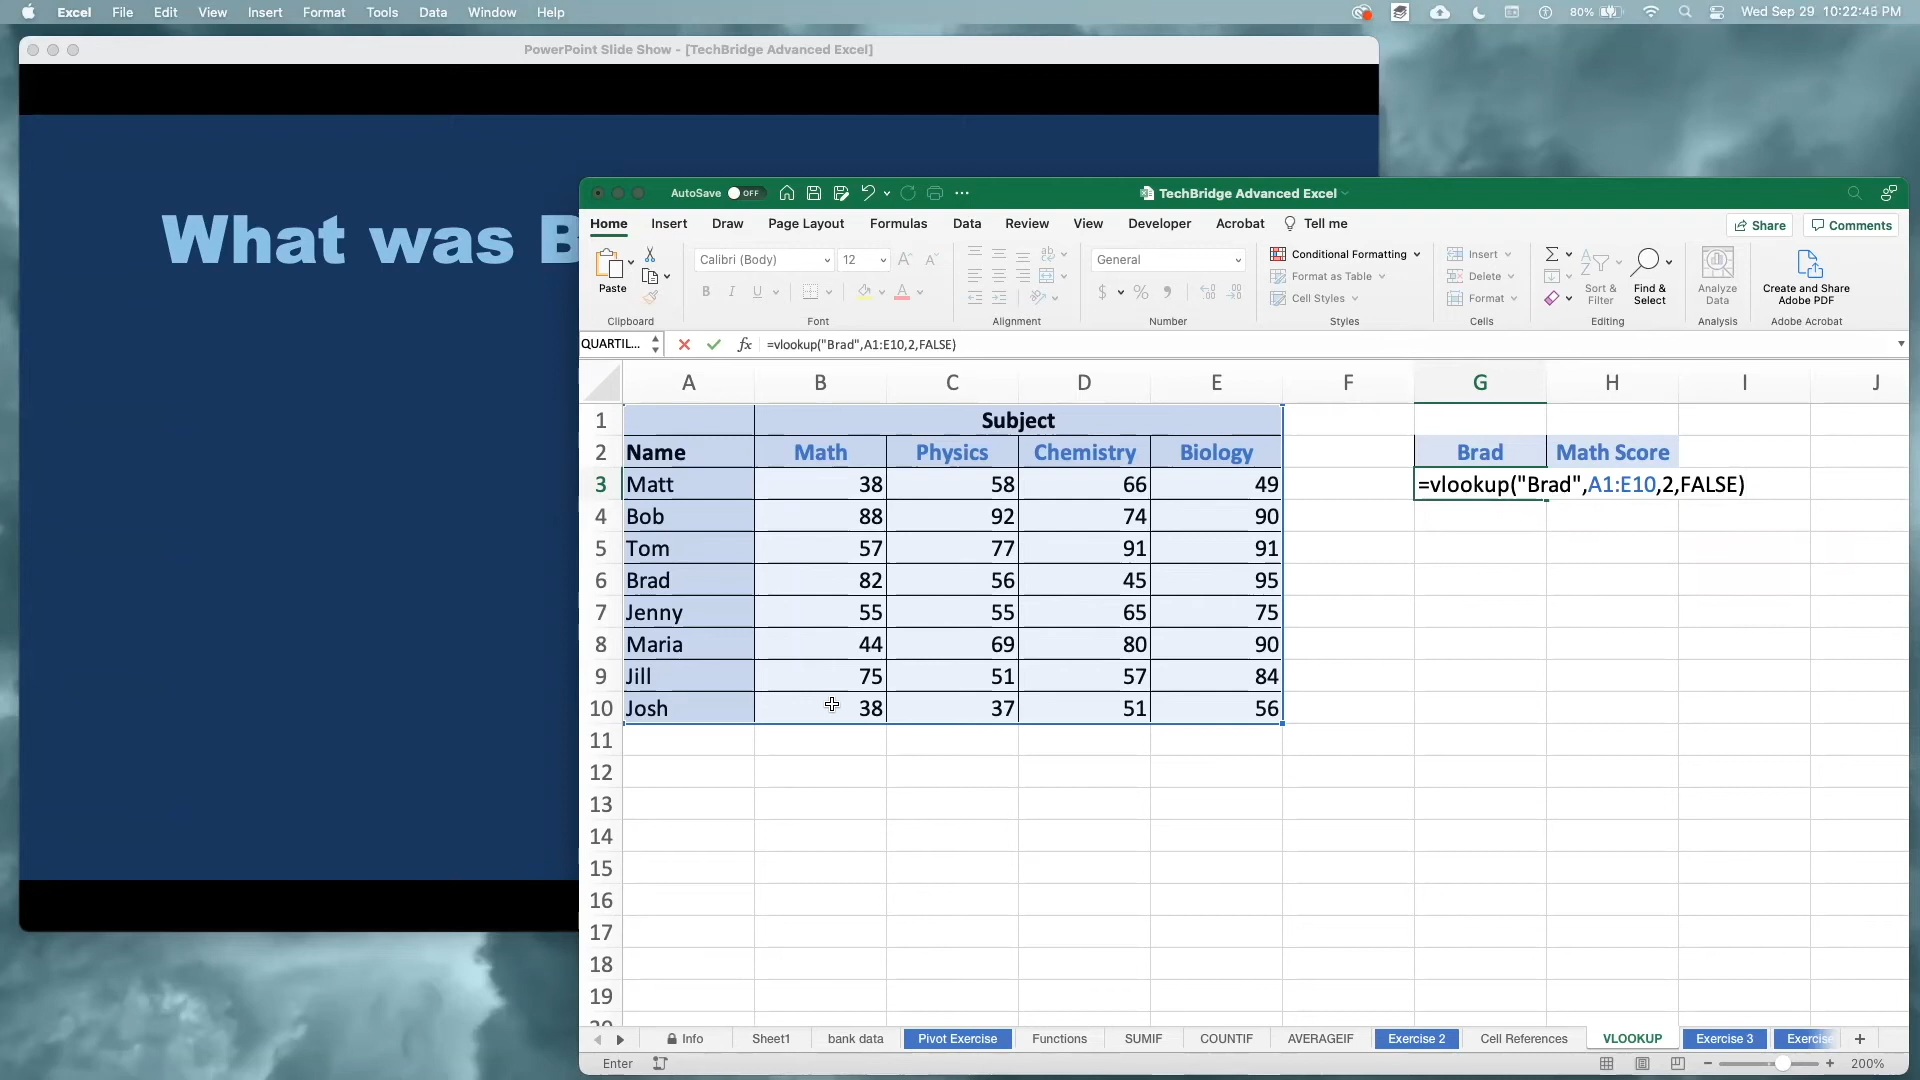 Excel File Edit View Insert Format Tools Data Window Help 80% Wed Sep 29 10:22:45 PM
PowerPoint Slide Show - [TechBridge Advanced Excel]
What was B
AutoSave OFF TechBridge Advanced Excel
Home Insert Draw Page Layout Formulas Data Review View Developer Acrobat Tell me Share Comments
Paste Calibri (Body) 12 General Conditional Formatting Format as Table Cell Styles Insert Delete Format Sort & Filter Find & Select Analyze Data Create and Share Adobe PDF
Clipboard Font Alignment Number Styles Cells Editing Analysis Adobe Acrobat
QUARTIL... fx =vlookup("Brad",A1:E10,2,FALSE)
A B C D E F G H I J
1 Subject
2 Name Math Physics Chemistry Biology Brad Math Score
3 Matt 38 58 66 49 =vlookup("Brad",A1:E10,2,FALSE)
4 Bob 88 92 74 90
5 Tom 57 77 91 91
6 Brad 82 56 45 95
7 Jenny 55 55 65 75
8 Maria 44 69 80 90
9 Jill 75 51 57 84
10 Josh 38 37 51 56
11
12
13
14
15
16
17
18
19
Info Sheet1 bank data Pivot Exercise Functions SUMIF COUNTIF AVERAGEIF Exercise 2 Cell References VLOOKUP Exercise 3 Exercise +
Enter 200%